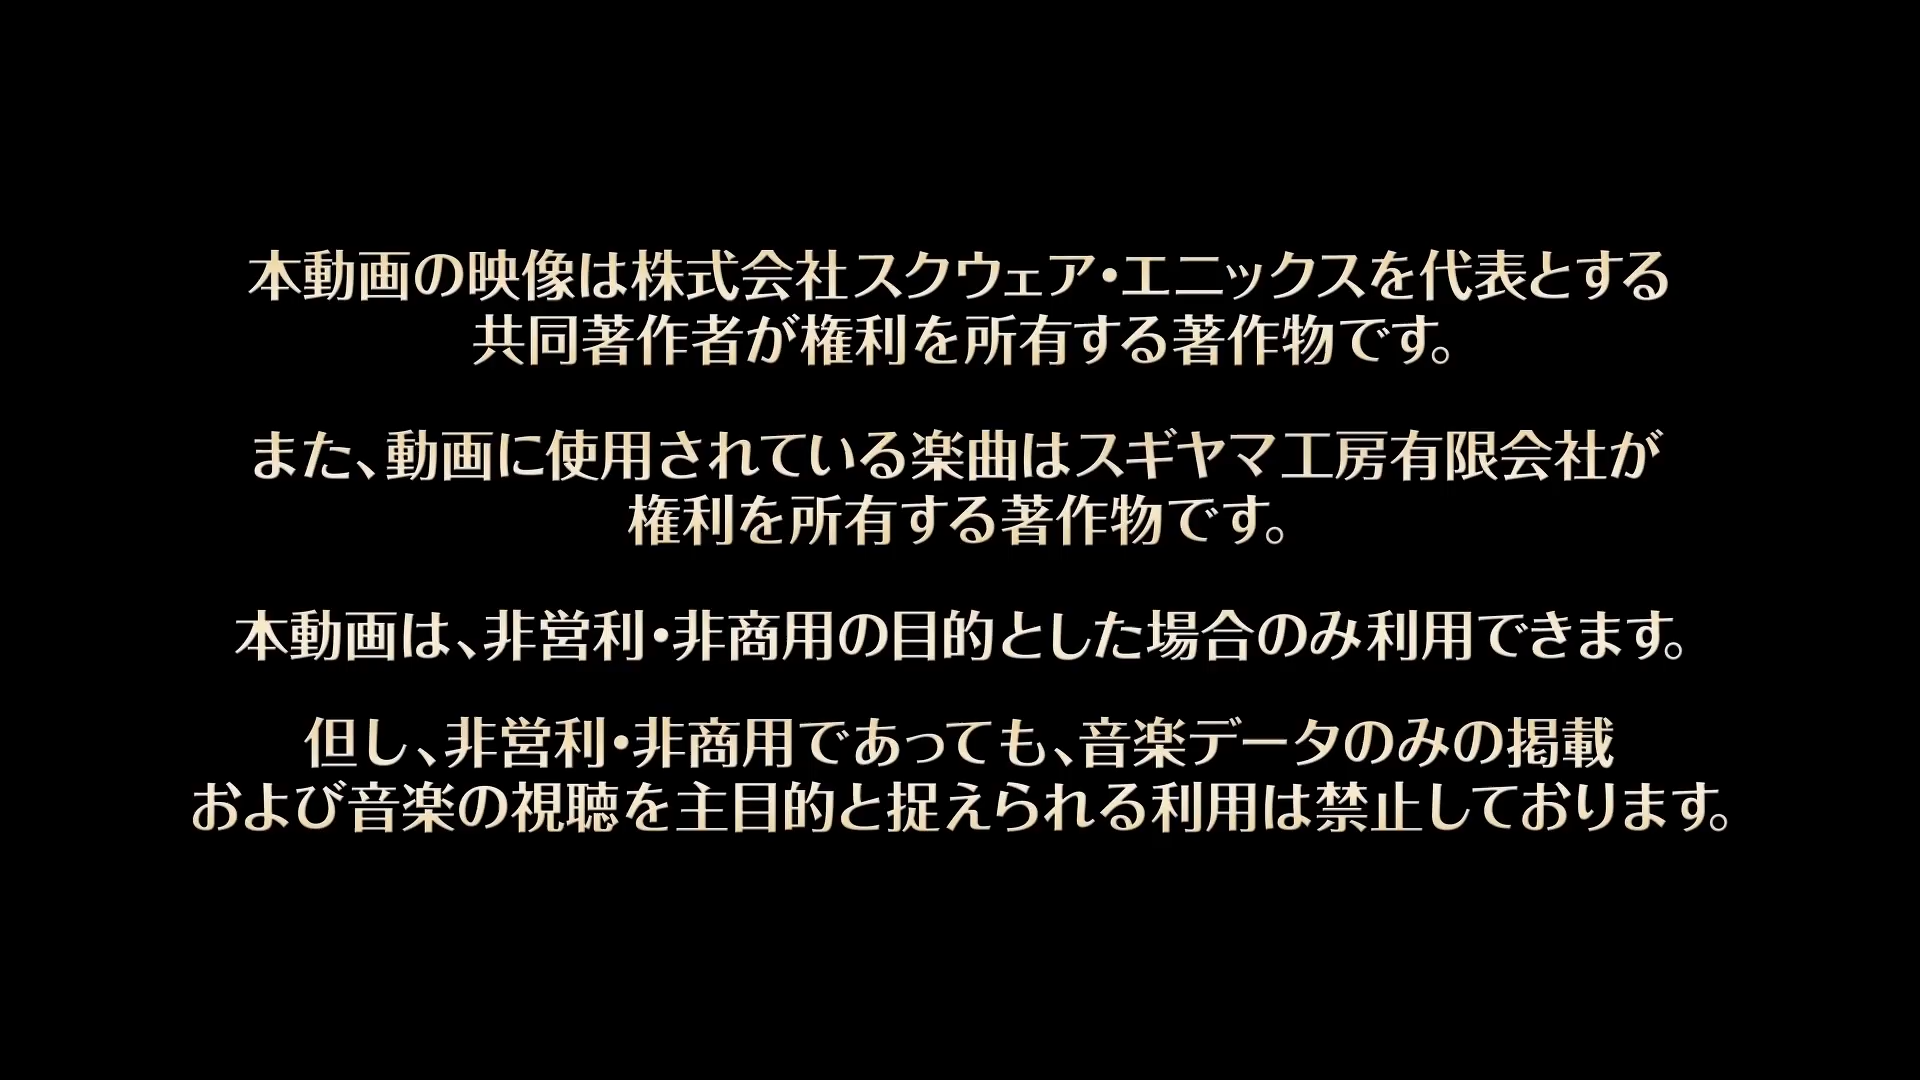 本動画の映像は株式会社スクウェア・エニックスを代表とする
共同著作者が権利を所有する著作物です。
また、動画に使用されている楽曲はスギヤマ工房有限会社が
権利を所有する著作物です。
本動画は、非営利・非商用の目的とした場合のみ利用できます。
但し、非営利・非商用であっても、音楽データのみの掲載
および音楽の視聴を主目的と捉えられる利用は禁止しております。